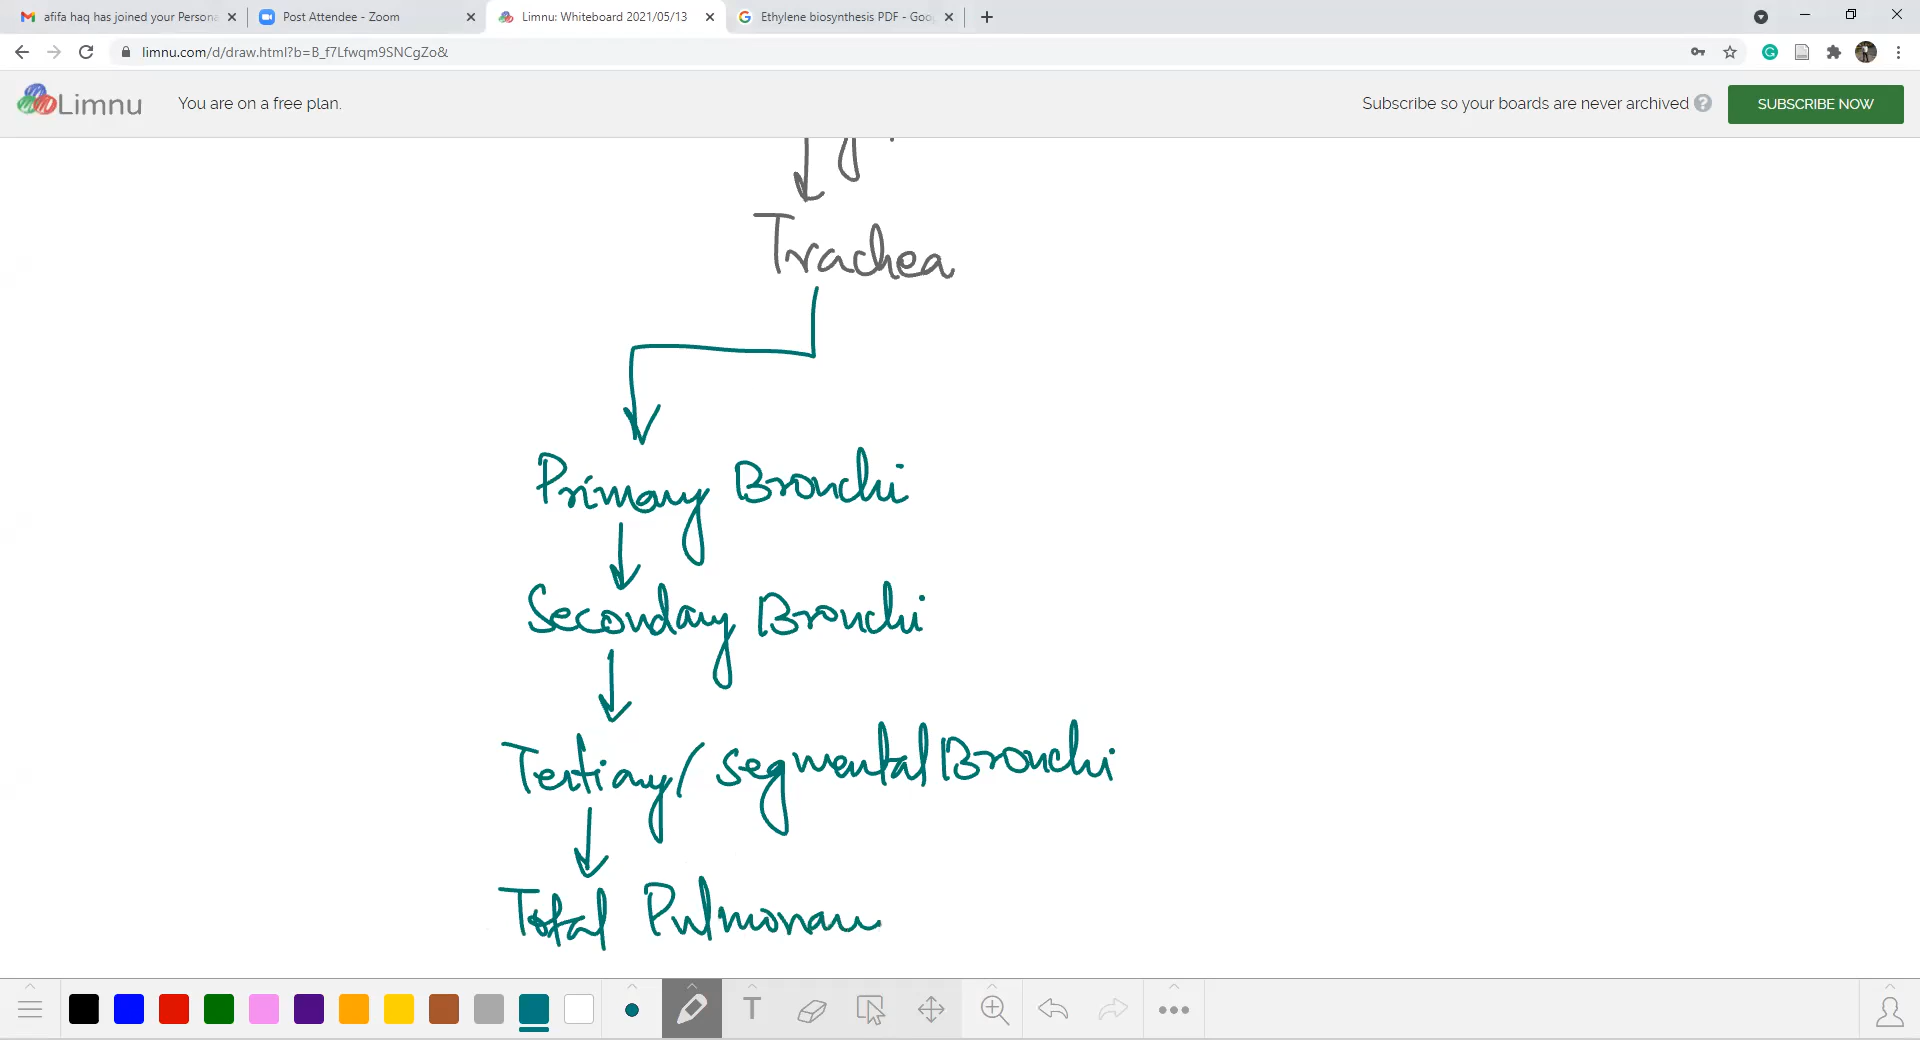 afifa haq has joined your Persona
Post Attendee - Zoom
Limnu: Whiteboard 2021/05/13
Ethylene biosynthesis PDF - Goo
limnu.com/d/draw.html?b=B_f7Lfwqm9SNCgZo&
Limnu
You are on a free plan.
Subscribe so your boards are never archived ?
SUBSCRIBE NOW
Trachea
Primary Bronchi
Secondary Bronchi
Tertiary / Segmental Bronchi
Total Pulmonary
T